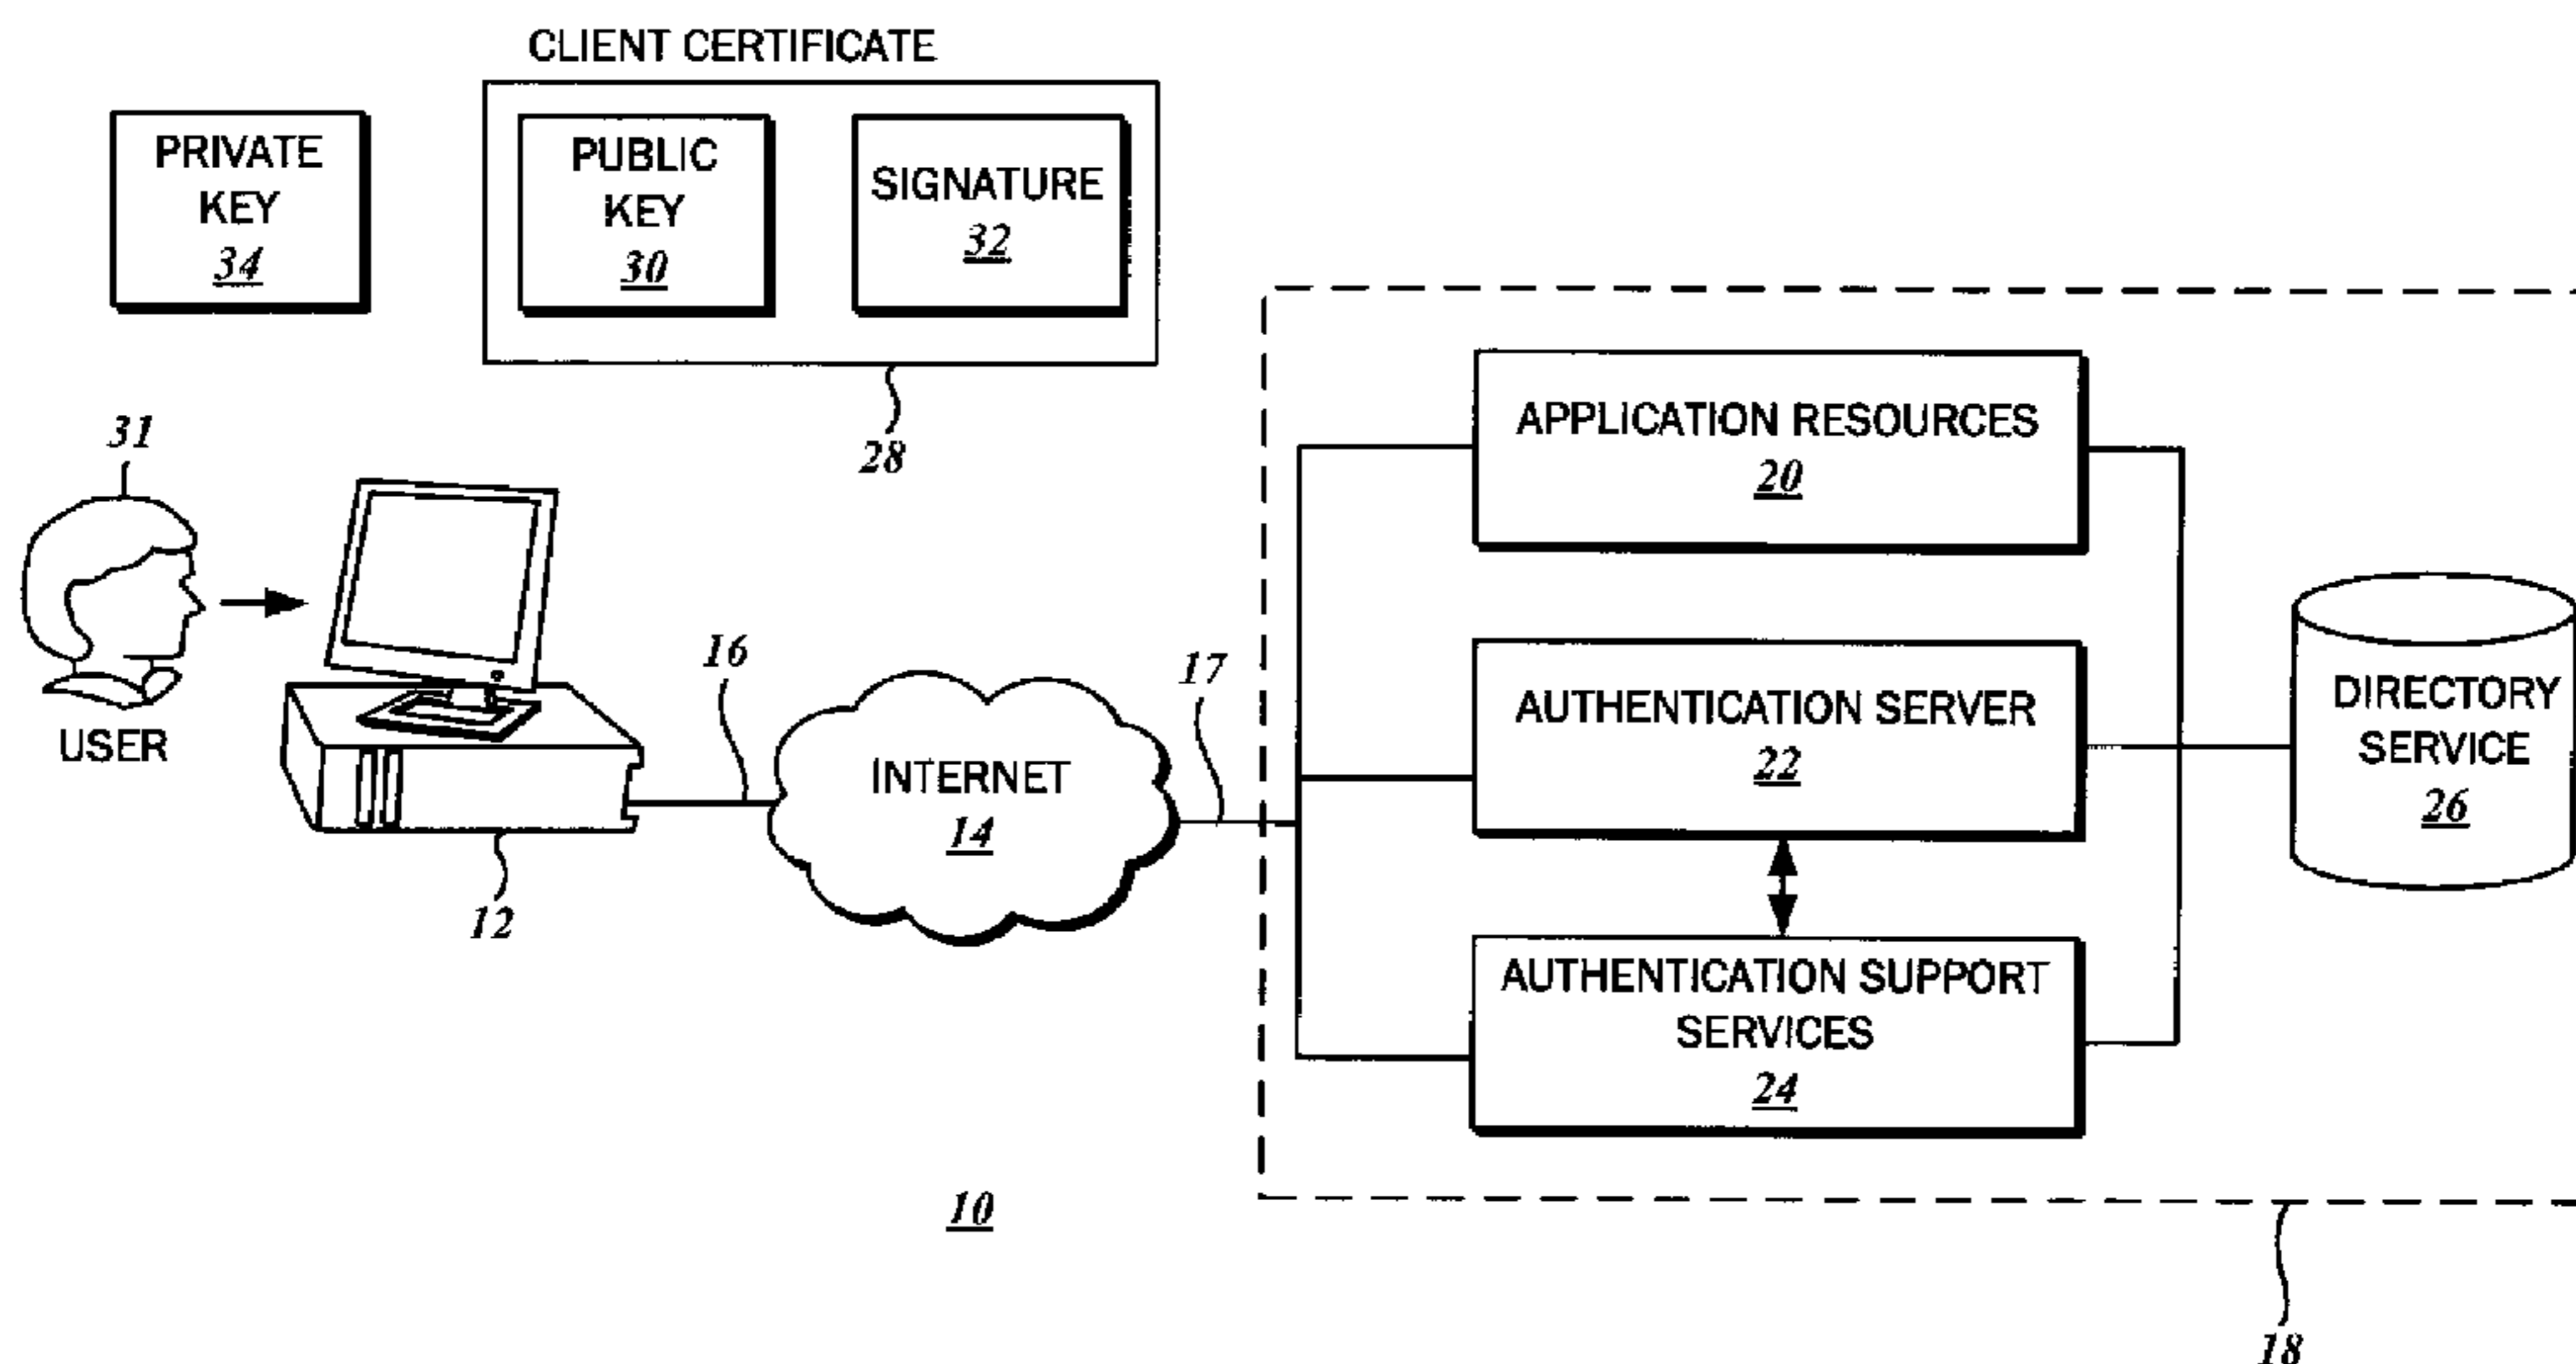 CLIENT CERTIFICATE
PRIVATE
KEY
34
PUBLIC
KEY
30
SIGNATURE
32
28
31
USER
12
16
INTERNET
14
17
APPLICATION RESOURCES
20
AUTHENTICATION SERVER
22
AUTHENTICATION SUPPORT
SERVICES
24
DIRECTORY
SERVICE
26
10
18